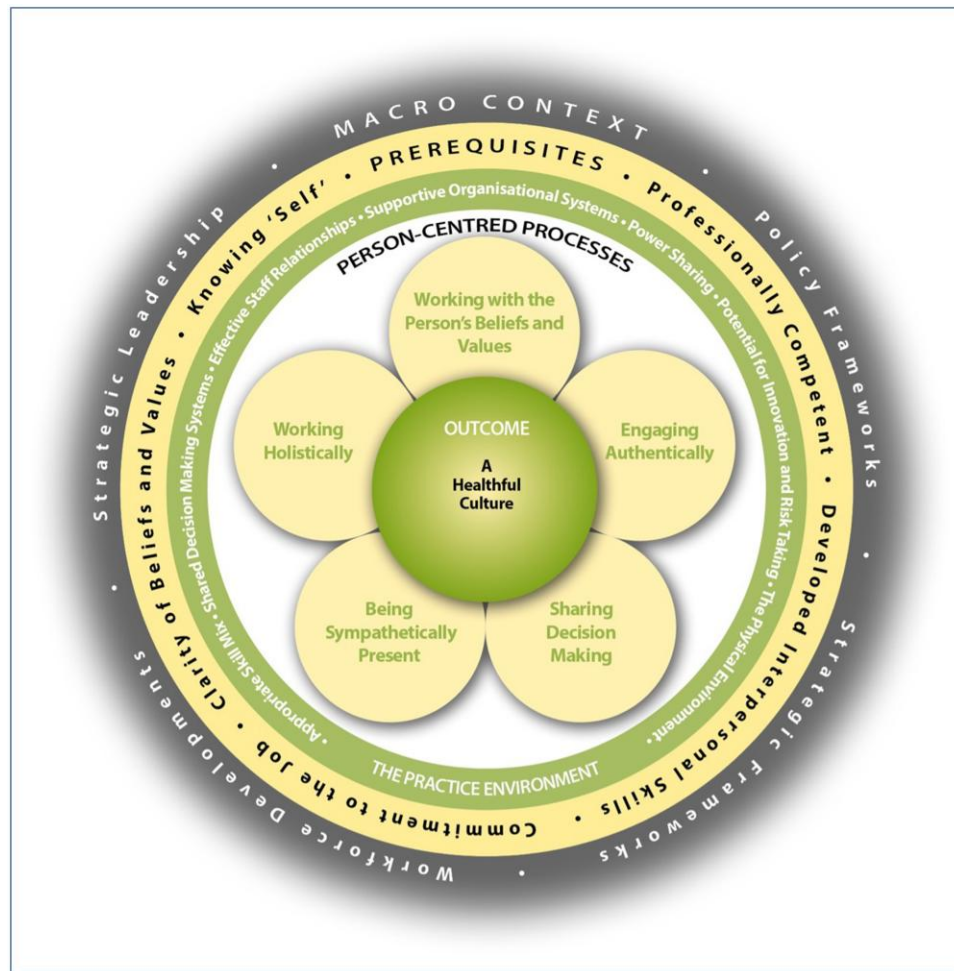 MACRO CONTEXT • Policy Frameworks • Strategic Frameworks • Workforce Developments • Strategic Leadership •
PREREQUISITES • Professionally Competent • Developed Interpersonal Skills • Commitment to the Job • Clarity of Beliefs and Values • Knowing ‘Self’ •
• Appropriate Skill Mix • Shared Decision Making Systems • Effective Staff Relationships • Supportive Organisational Systems • Power Sharing • Potential for Innovation and Risk Taking • The Physical Environment •
THE PRACTICE ENVIRONMENT
PERSON-CENTRED PROCESSES
Working with the
Person’s Beliefs and
Values
Engaging
Authentically
Sharing
Decision
Making
Being
Sympathetically
Present
Working
Holistically
OUTCOME
A
Healthful
Culture